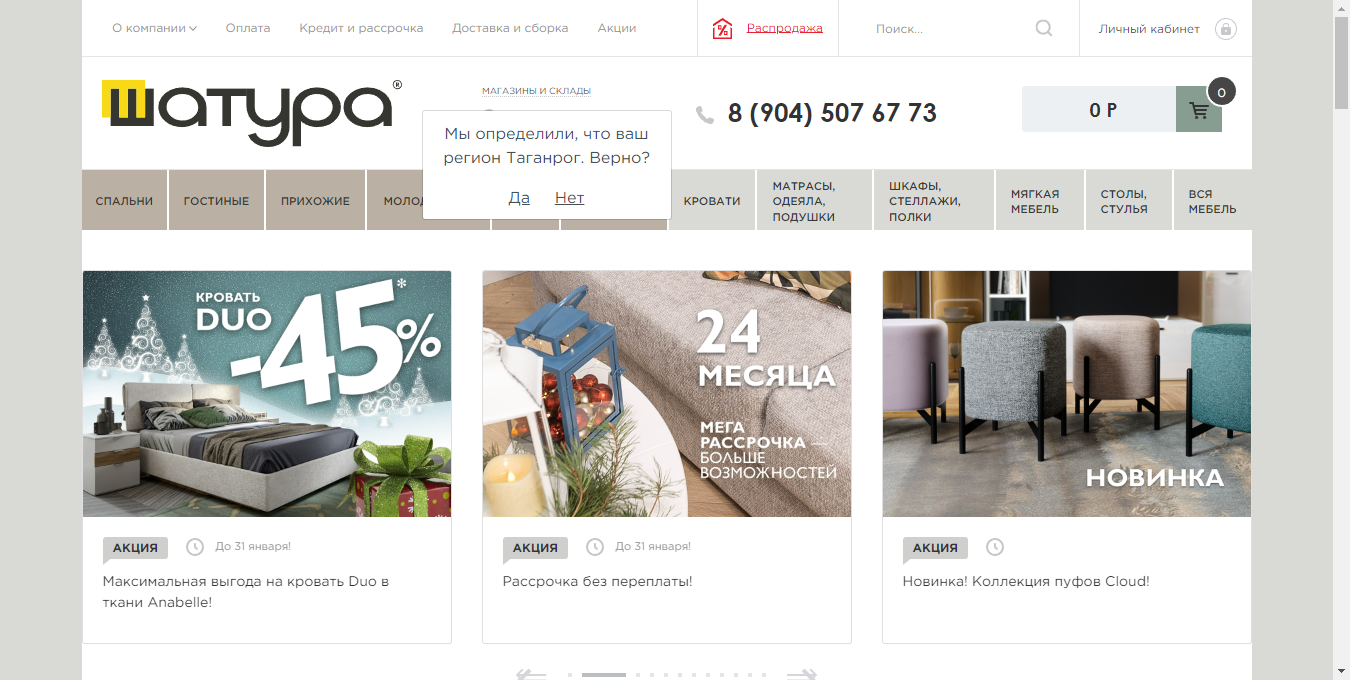 О компании
Оплата
Кредит и рассрочка
Доставка и сборка
Акции
Распродажа
Поиск...
Личный кабинет
шатура®
МАГАЗИНЫ И СКЛАДЫ
8 (904) 507 67 73
0 Р
0
Мы определили, что ваш
регион Таганрог. Верно?
Да Нет
СПАЛЬНИ
ГОСТИНЫЕ
ПРИХОЖИЕ
КРОВАТИ
МАТРАСЫ,
ОДЕЯЛА,
ПОДУШКИ
ШКАФЫ,
СТЕЛЛАЖИ,
ПОЛКИ
МЯГКАЯ
МЕБЕЛЬ
СТОЛЫ,
СТУЛЬЯ
ВСЯ
МЕБЕЛЬ
КРОВАТЬ
DUO
-45%*
АКЦИЯ
До 31 января!
Максимальная выгода на кровать Duo в
ткани Anabelle!
24
МЕСЯЦА
МЕГА
РАССРОЧКА —
БОЛЬШЕ
ВОЗМОЖНОСТЕЙ
АКЦИЯ
До 31 января!
Рассрочка без переплаты!
НОВИНКА
АКЦИЯ
Новинка! Коллекция пуфов Cloud!